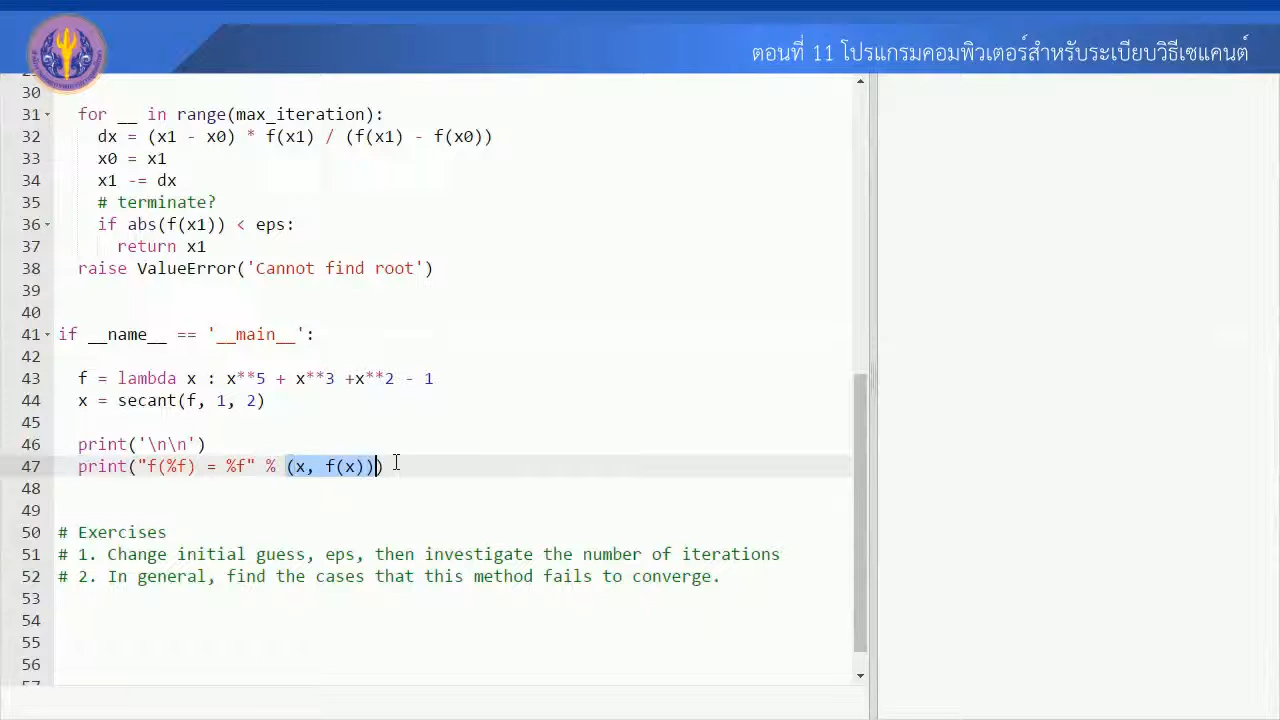 ตอนที่ 11 โปรแกรมคอมพิวเตอร์สำหรับระเบียบวิธีเซแคนต์
30
31 for __ in range(max_iteration):
32 dx = (x1 - x0) * f(x1) / (f(x1) - f(x0))
33 x0 = x1
34 x1 -= dx
35 # terminate?
36 if abs(f(x1)) < eps:
37 return x1
38 raise ValueError('Cannot find root')
39
40
41 if __name__ == '__main__':
42
43 f = lambda x : x**5 + x**3 +x**2 - 1
44 x = secant(f, 1, 2)
45
46 print('\n\n')
47 print("f(%f) = %f" % (x, f(x)))
48
49
50 # Exercises
51 # 1. Change initial guess, eps, then investigate the number of iterations
52 # 2. In general, find the cases that this method fails to converge.
53
54
55
56